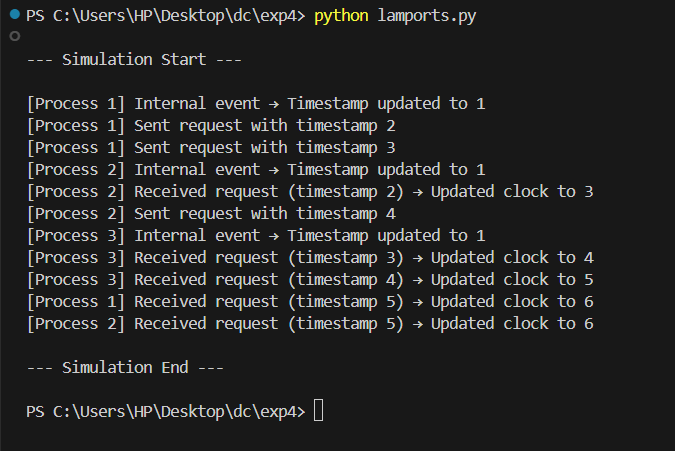 PS C:\Users\HP\Desktop\dc\exp4> python lamports.py
--- Simulation Start ---
[Process 1] Internal event → Timestamp updated to 1
[Process 1] Sent request with timestamp 2
[Process 1] Sent request with timestamp 3
[Process 2] Internal event → Timestamp updated to 1
[Process 2] Received request (timestamp 2) → Updated clock to 3
[Process 2] Sent request with timestamp 4
[Process 3] Internal event → Timestamp updated to 1
[Process 3] Received request (timestamp 3) → Updated clock to 4
[Process 3] Received request (timestamp 4) → Updated clock to 5
[Process 1] Received request (timestamp 5) → Updated clock to 6
[Process 2] Received request (timestamp 5) → Updated clock to 6
--- Simulation End ---
PS C:\Users\HP\Desktop\dc\exp4>